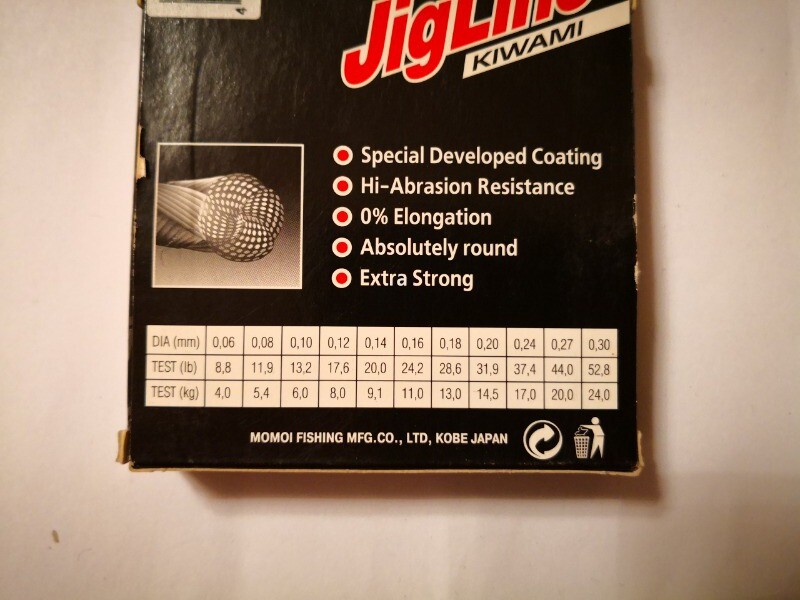 JigLine
KIWAMI
Special Developed Coating
Hi-Abrasion Resistance
0% Elongation
Absolutely round
Extra Strong
DIA (mm) 0,06 0,08 0,10 0,12 0,14 0,16 0,18 0,20 0,24 0,27 0,30
TEST (lb) 8,8 11,9 13,2 17,6 20,0 24,2 28,6 31,9 37,4 44,0 52,8
TEST (kg) 4,0 5,4 6,0 8,0 9,1 11,0 13,0 14,5 17,0 20,0 24,0
MOMOI FISHING MFG.CO., LTD, KOBE JAPAN